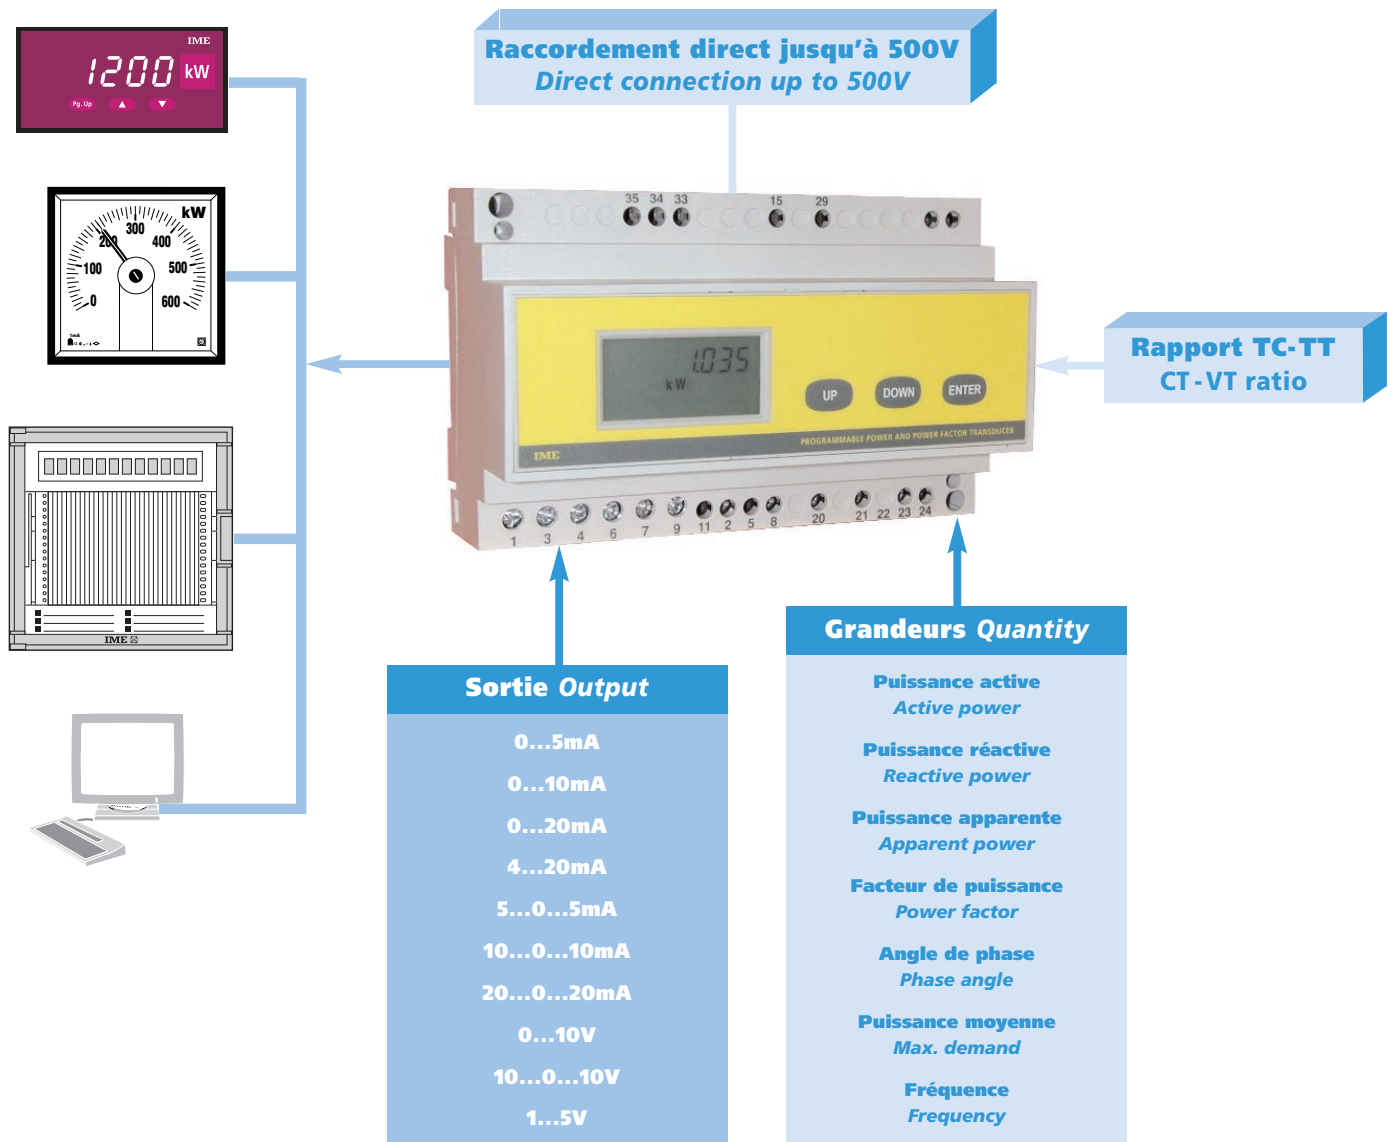 IME
1200 kW
Pg. Up ▲ ▼
Raccordement direct jusqu'à 500V
Direct connection up to 500V
kW
0 100 200 300 400 500 600
1mA
35 34 33 15 29
1.035
kW
UP DOWN ENTER
PROGRAMMABLE POWER AND POWER FACTOR TRANSDUCER
IME
1 3 4 6 7 9 11 2 5 8 20 21 22 23 24
Rapport TC-TT
CT-VT ratio
IME
Sortie Output
0...5mA
0...10mA
0...20mA
4...20mA
5...0...5mA
10...0...10mA
20...0...20mA
0...10V
10...0...10V
1...5V
Grandeurs Quantity
Puissance active
Active power
Puissance réactive
Reactive power
Puissance apparente
Apparent power
Facteur de puissance
Power factor
Angle de phase
Phase angle
Puissance moyenne
Max. demand
Fréquence
Frequency